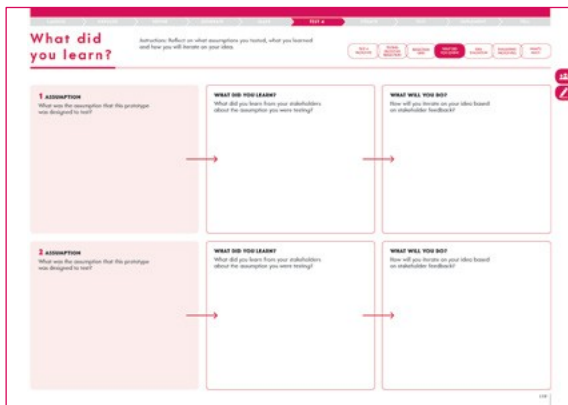 TEST A
What did
you learn?
Instructions: Reflect on what assumptions you tested, what you learned
and how you will iterate on your idea.
WHAT DID
YOU LEARN?
1 ASSUMPTION
What was the assumption that this prototype
was designed to test?
WHAT DID YOU LEARN?
What did you learn from your stakeholders
about the assumption you were testing?
WHAT WILL YOU DO?
How will you iterate on your idea based
on stakeholder feedback?
2 ASSUMPTION
What was the assumption that this prototype
was designed to test?
WHAT DID YOU LEARN?
What did you learn from your stakeholders
about the assumption you were testing?
WHAT WILL YOU DO?
How will you iterate on your idea based
on stakeholder feedback?